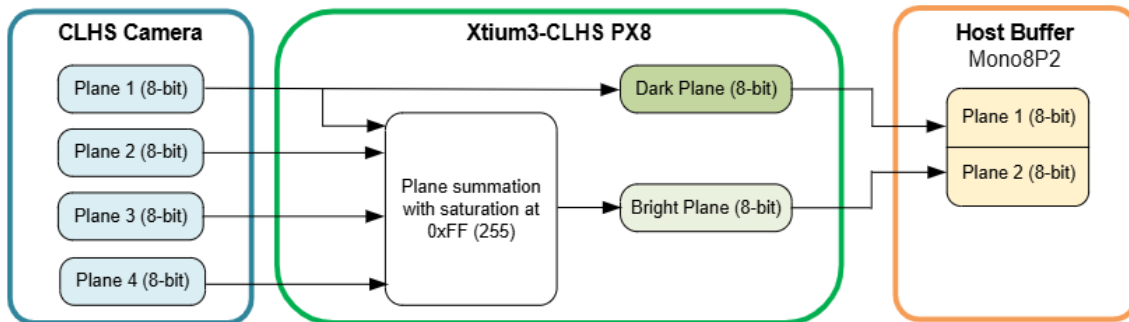 CLHS Camera
Plane 1 (8-bit)
Plane 2 (8-bit)
Plane 3 (8-bit)
Plane 4 (8-bit)
Xtium3-CLHS PX8
Plane summation
with saturation at
0xFF (255)
Dark Plane (8-bit)
Bright Plane (8-bit)
Host Buffer
Mono8P2
Plane 1 (8-bit)
Plane 2 (8-bit)